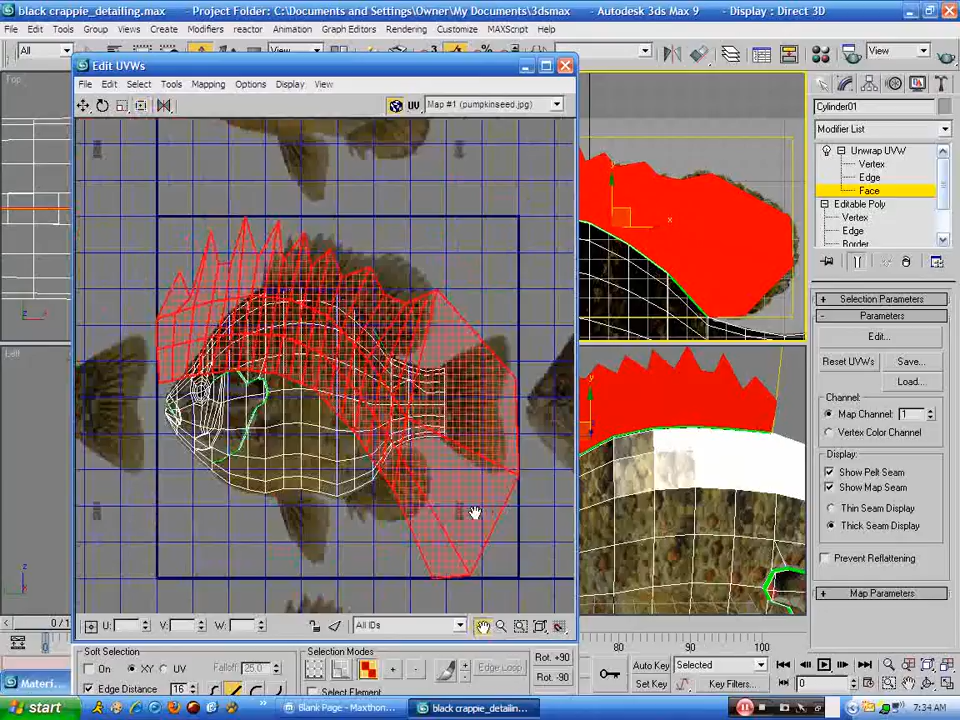 black crappie_detailing.max - Project Folder: C:\Documents and Settings\Owner\My Documents\3dsmax - Autodesk 3ds Max 9 - Display : Direct 3D
File Edit Tools Group Views Create Modifiers reactor Animation Graph Editors Rendering Customize MAXScript Help
All View View
Edit UVWs
File Edit Select Tools Mapping Options Display View
UV Map #1 (pumpkinseed.jpg)
Top
Left
Cylinder01
Modifier List
Unwrap UVW
Vertex
Edge
Face
Editable Poly
Vertex
Edge
Border
+ Selection Parameters
- Parameters
Edit...
Reset UVWs Save...
Load...
Channel:
Map Channel: 1
Vertex Color Channel
Display:
Show Pelt Seam
Show Map Seam
Thin Seam Display
Thick Seam Display
Prevent Reflattening
+ Map Parameters
U: V: W: All IDs
Soft Selection
On XY UV Falloff: 25.0
Edge Distance 16
Selection Modes
Select Element
Edge Loop
Rot. +90
Rot. -90
80 90 100
0 / 1
Auto Key Selected
Set Key Key Filters... 0
Materi...
start Blank Page - Maxthon... black crappie_detailin... 7:34 AM